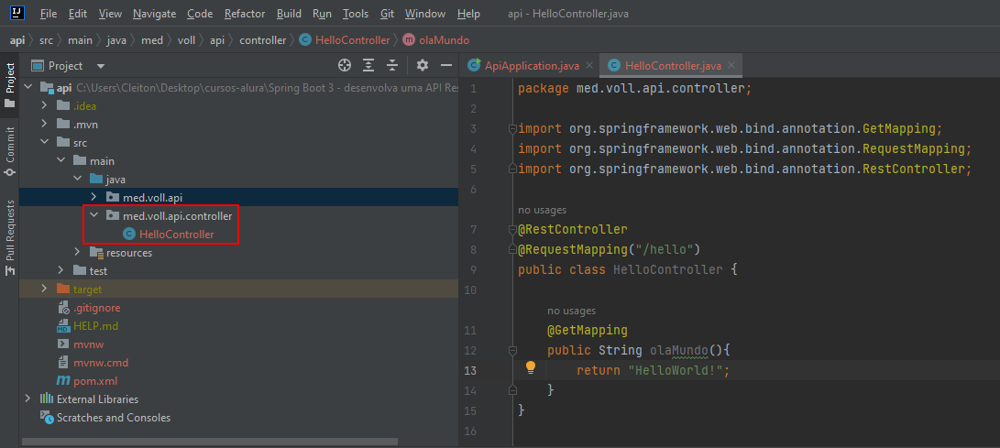 IJ File Edit View Navigate Code Refactor Build Run Tools Git Window Help api - HelloController.java
api src main java med voll api controller C HelloController m olaMundo
Project
Commit
Pull Requests
Project
api C:\Users\Cleiton\Desktop\cursos-alura\Spring Boot 3 - desenvolva uma API Res
.idea
.mvn
src
main
java
med.voll.api
med.voll.api.controller
C HelloController
resources
test
target
.gitignore
MD HELP.md
mvnw
mvnw.cmd
m pom.xml
External Libraries
Scratches and Consoles
C ApiApplication.java C HelloController.java
1 package med.voll.api.controller;
2
3 import org.springframework.web.bind.annotation.GetMapping;
4 import org.springframework.web.bind.annotation.RequestMapping;
5 import org.springframework.web.bind.annotation.RestController;
6
no usages
7 @RestController
8 @RequestMapping("/hello")
9 public class HelloController {
10
no usages
11 @GetMapping
12 public String olaMundo(){
13 return "HelloWorld!";
14 }
15 }
16